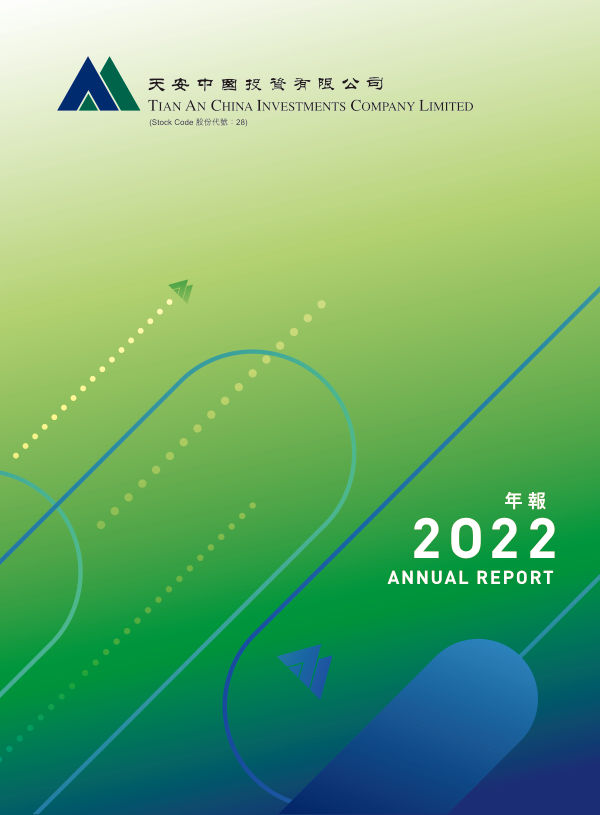 天安中國投資有限公司
TIAN AN CHINA INVESTMENTS COMPANY LIMITED
(Stock Code 股份代號：28)
年報
2022
ANNUAL REPORT